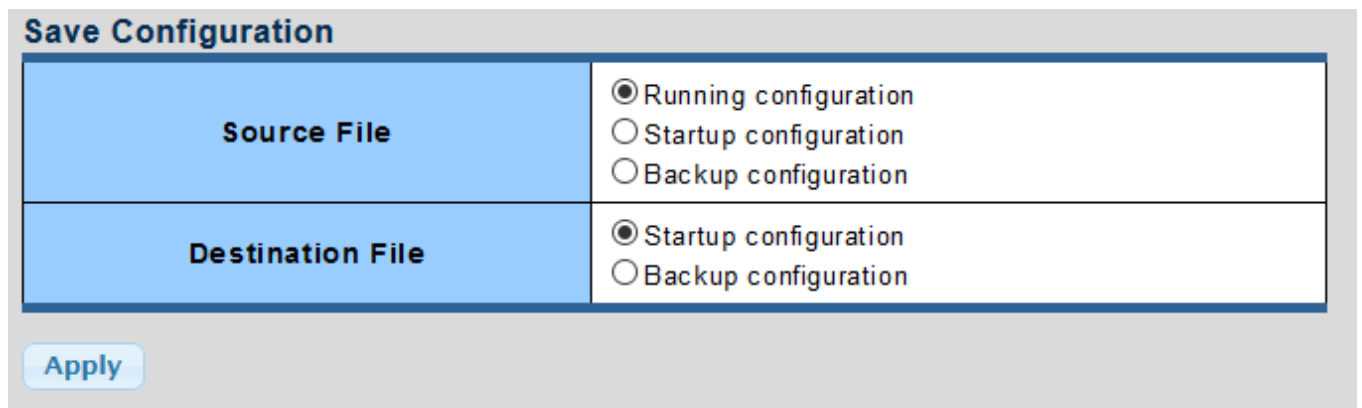 Save Configuration
Source File
Running configuration
Startup configuration
Backup configuration
Destination File
Startup configuration
Backup configuration
Apply